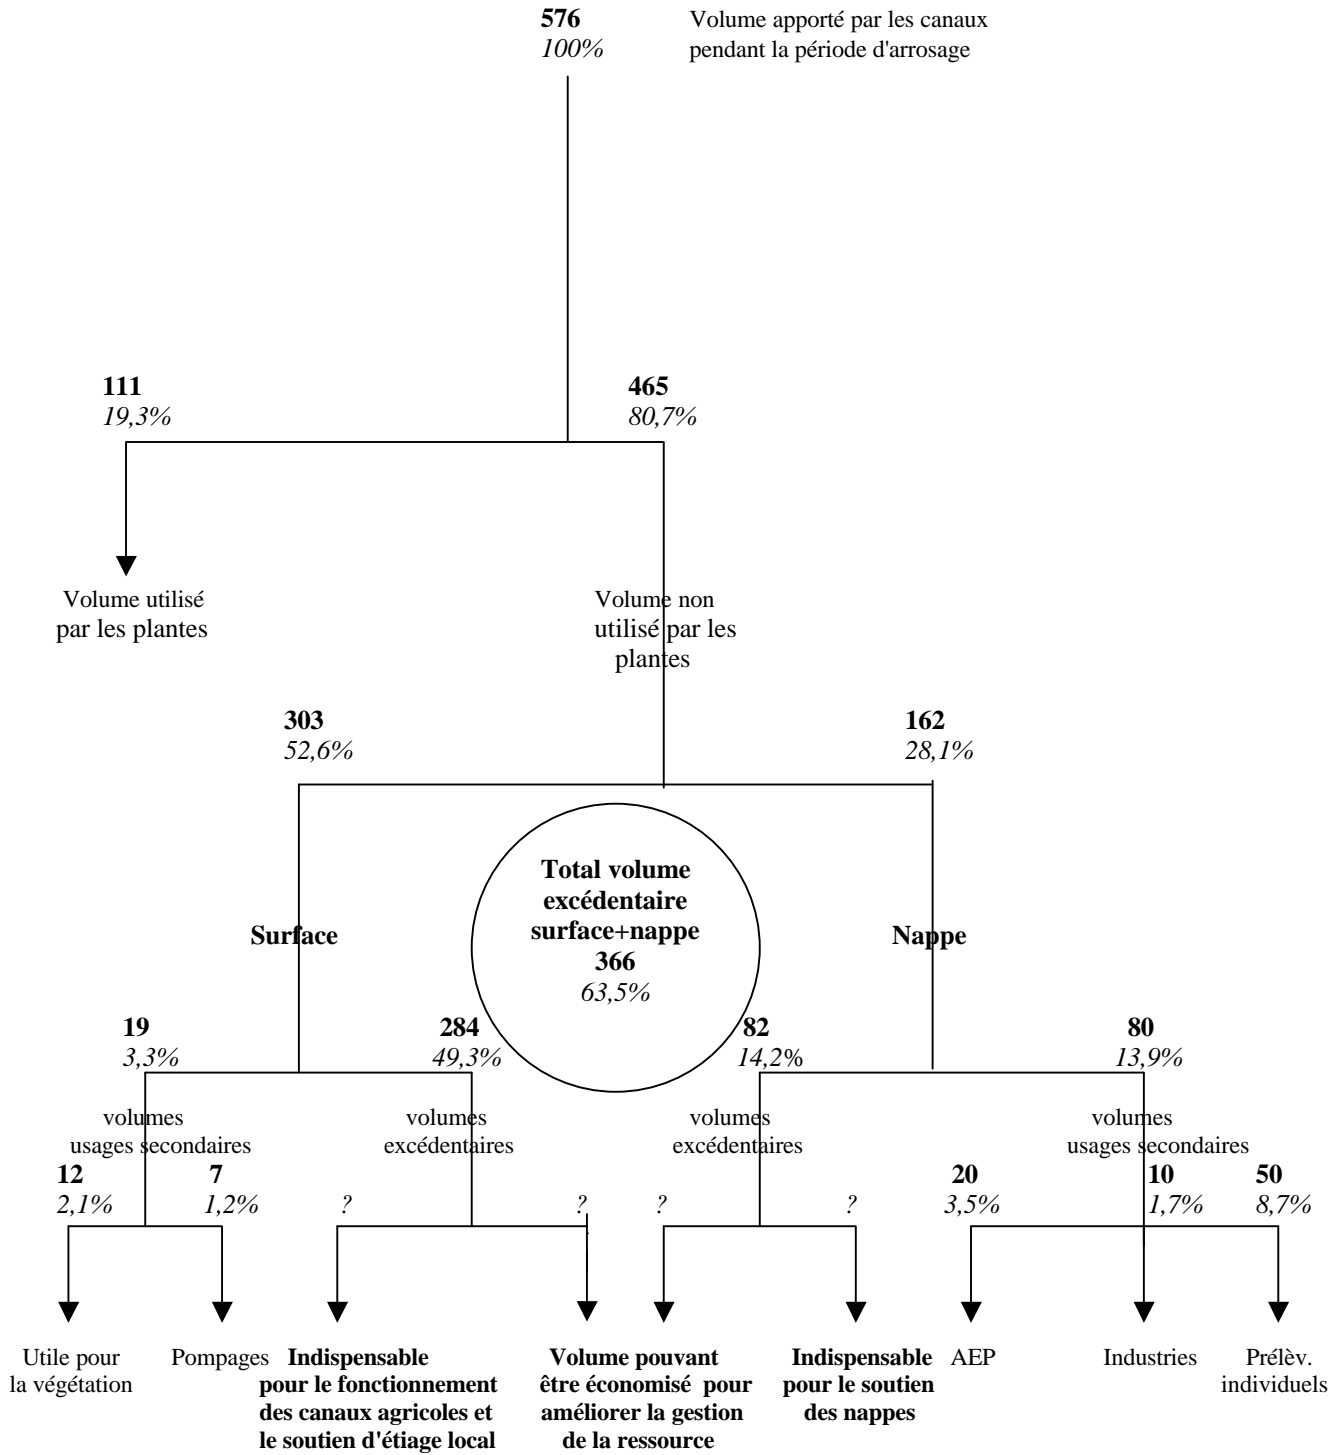 576
100%
Volume apporté par les canaux
pendant la période d'arrosage
111
19,3%
465
80,7%
Volume utilisé
par les plantes
Volume non
utilisé par les
plantes
303
52,6%
162
28,1%
Total volume
excédentaire
surface+nappe
366
63,5%
Surface
Nappe
19
3,3%
284
49,3%
82
14,2%
80
13,9%
volumes
usages secondaires
volumes
excédentaires
volumes
excédentaires
volumes
usages secondaires
12
2,1%
7
1,2%
?
?
?
?
20
3,5%
10
1,7%
50
8,7%
Utile pour
la végétation
Pompages
Indispensable
pour le fonctionnement
des canaux agricoles et
le soutien d'étiage local
Volume pouvant
être économisé pour
améliorer la gestion
de la ressource
Indispensable
pour le soutien
des nappes
AEP
Industries
Prélèv.
individuels